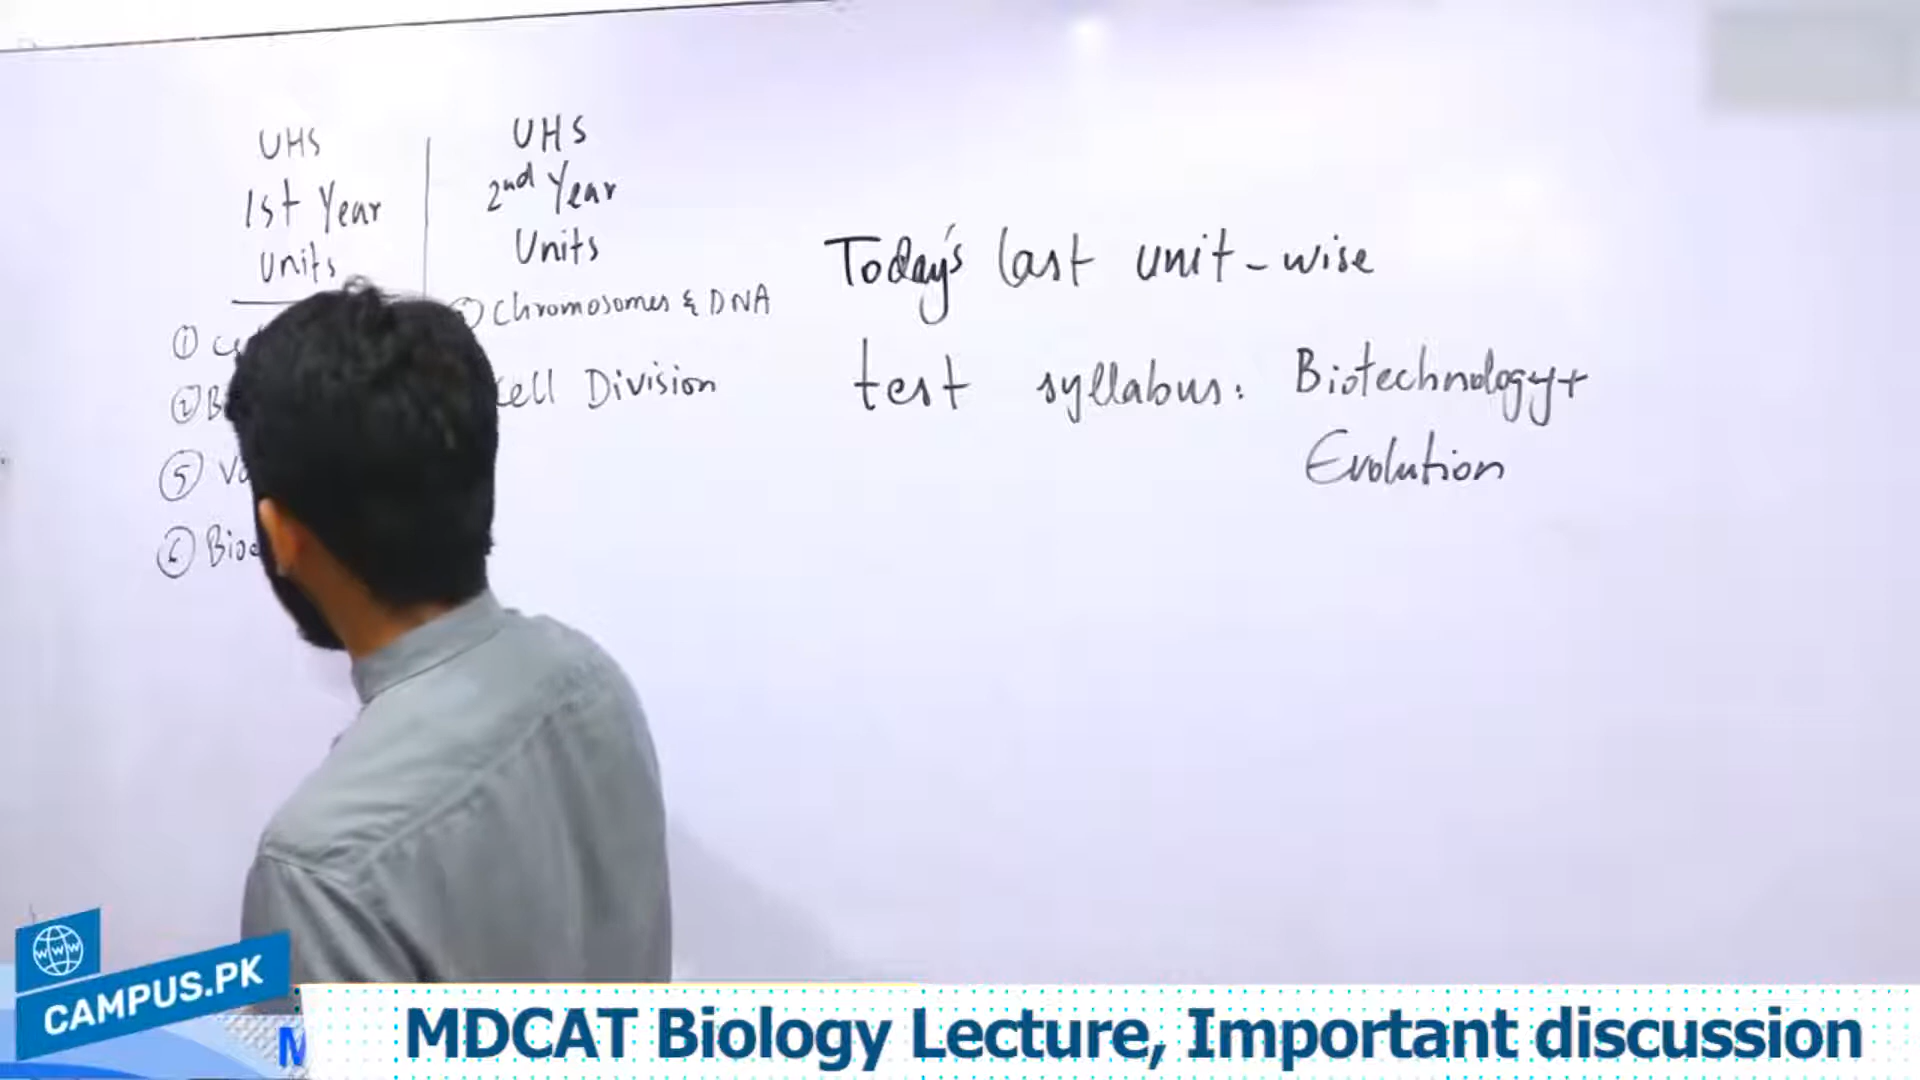 UHS
1st Year
Units
①
②
⑤
⑥
UHS
2nd Year
Units
Chromosomes & DNA
Cell Division
Today's last unit-wise
test syllabus: Biotechnology+
Evolution
www
CAMPUS.PK
M
MDCAT Biology Lecture, Important discussion